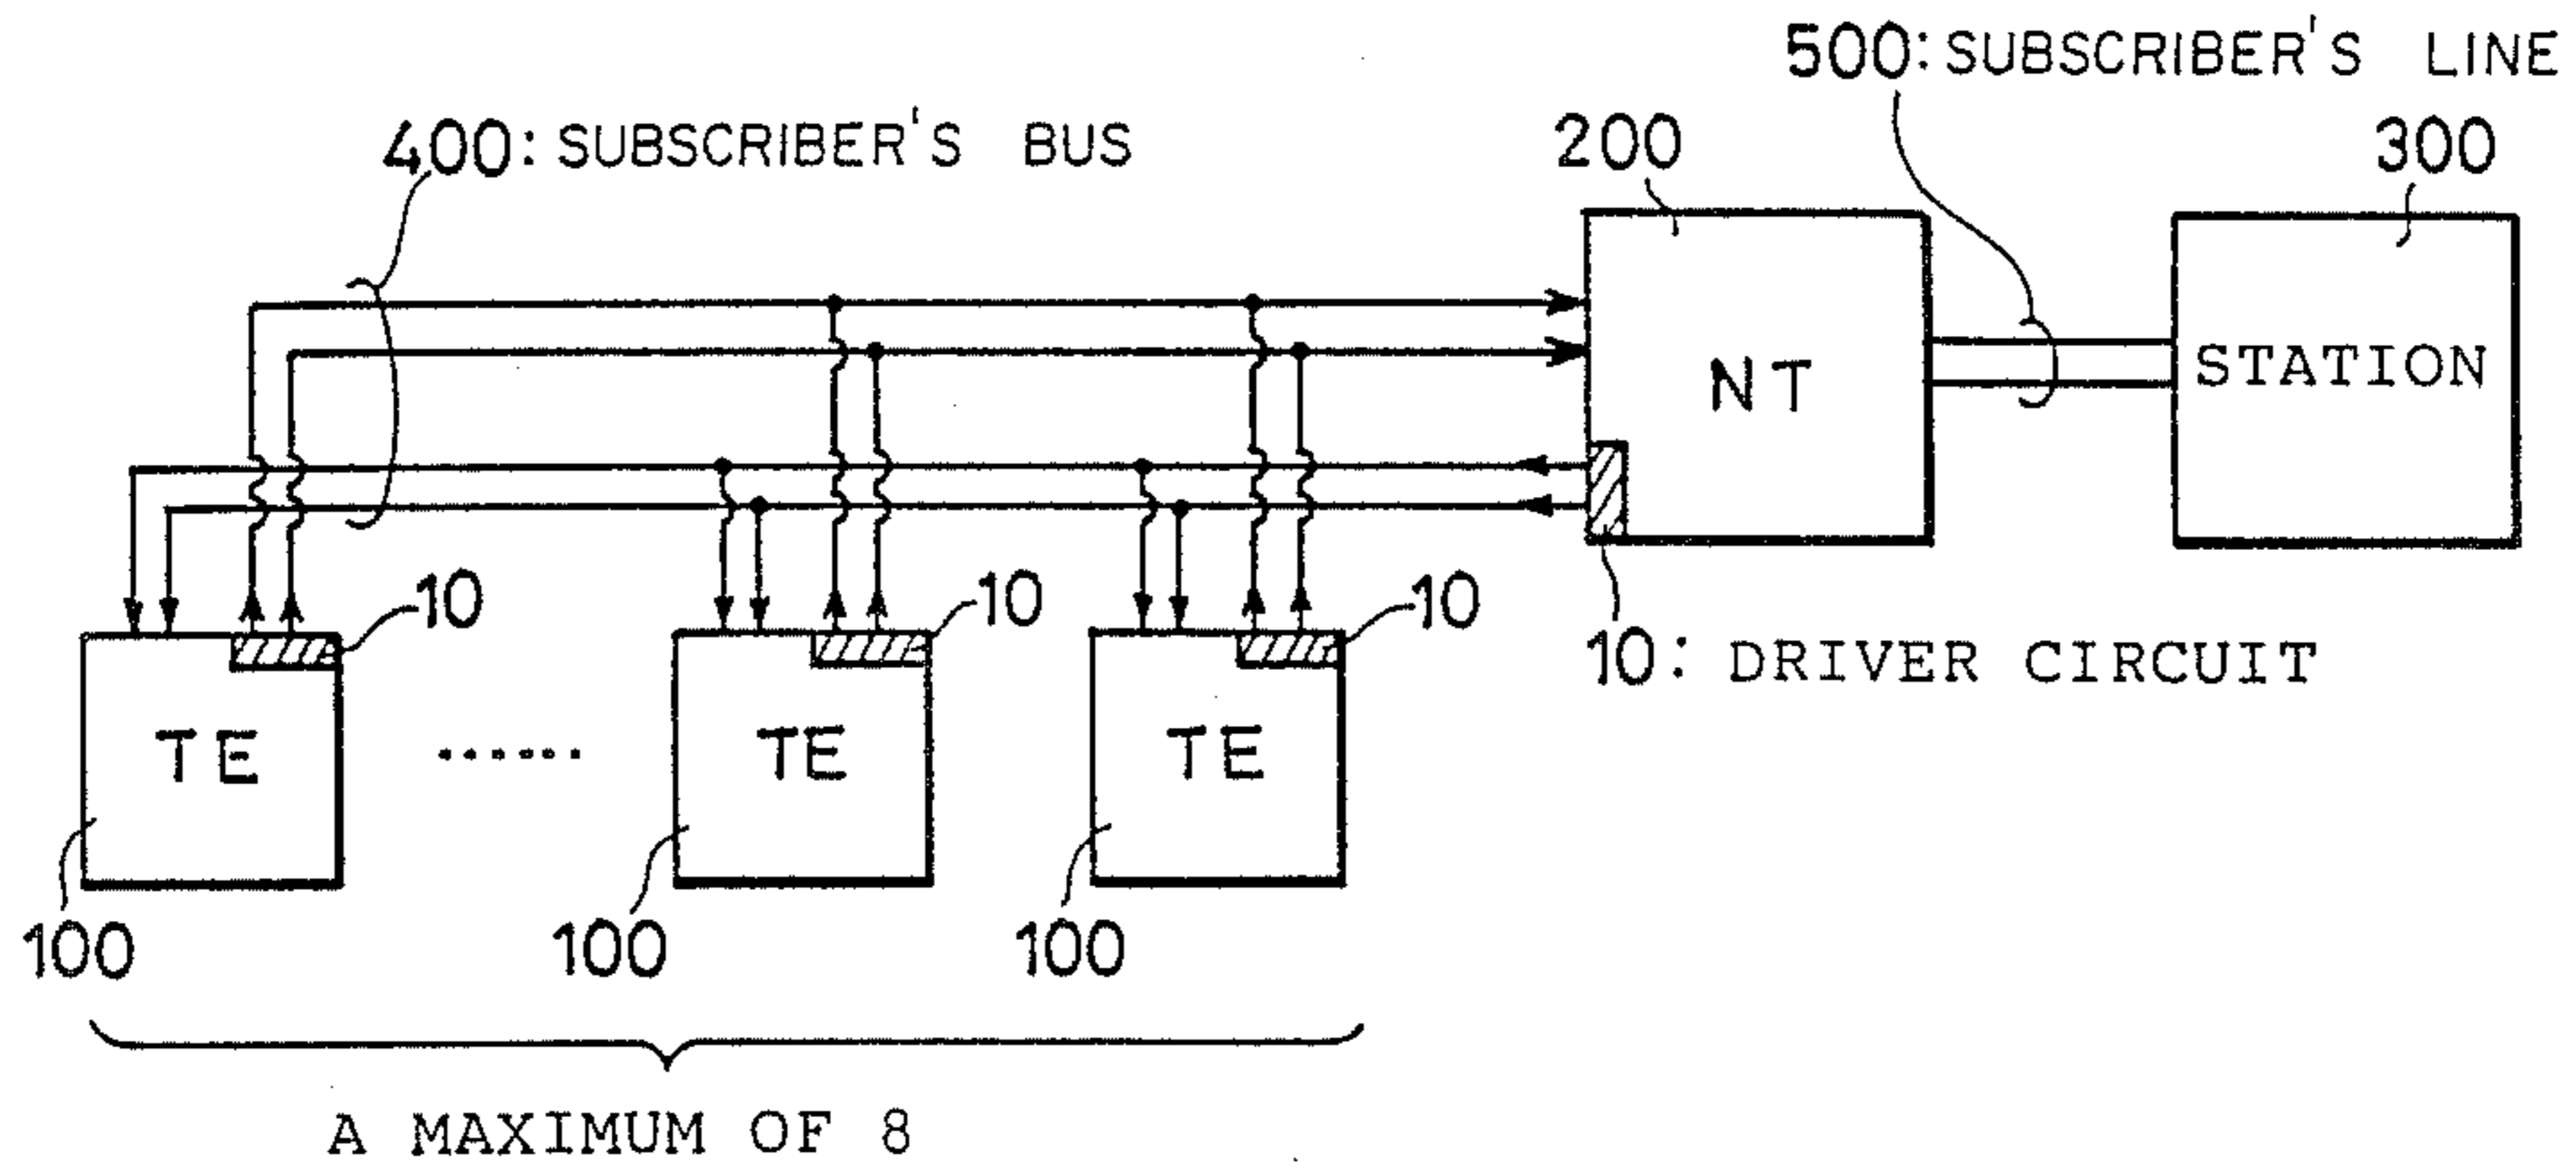 500: SUBSCRIBER'S LINE
400: SUBSCRIBER'S BUS
200
300
NT
STATION
10
10
10
10: DRIVER CIRCUIT
TE
......
TE
TE
100
100
100
A MAXIMUM OF 8